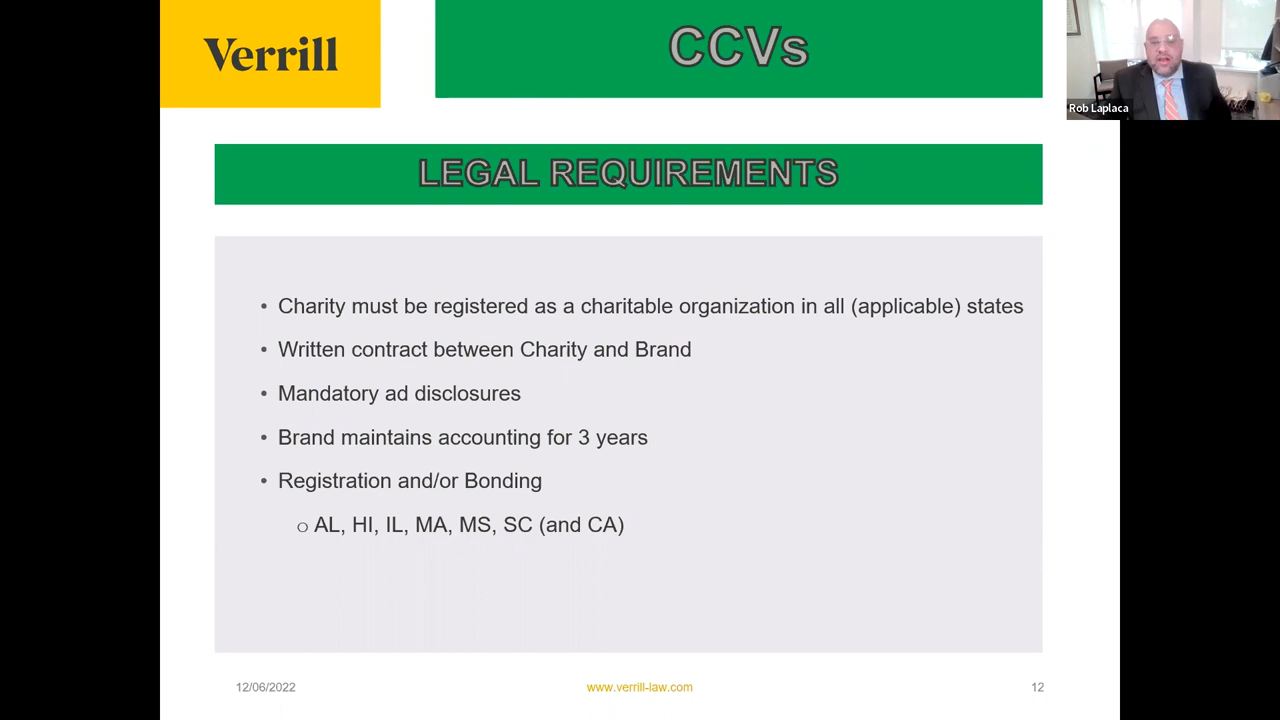 Verrill
CCVs
Rob Laplaca
LEGAL REQUIREMENTS
• Charity must be registered as a charitable organization in all (applicable) states
• Written contract between Charity and Brand
• Mandatory ad disclosures
• Brand maintains accounting for 3 years
• Registration and/or Bonding
o AL, HI, IL, MA, MS, SC (and CA)
12/06/2022
www.verrill-law.com
12